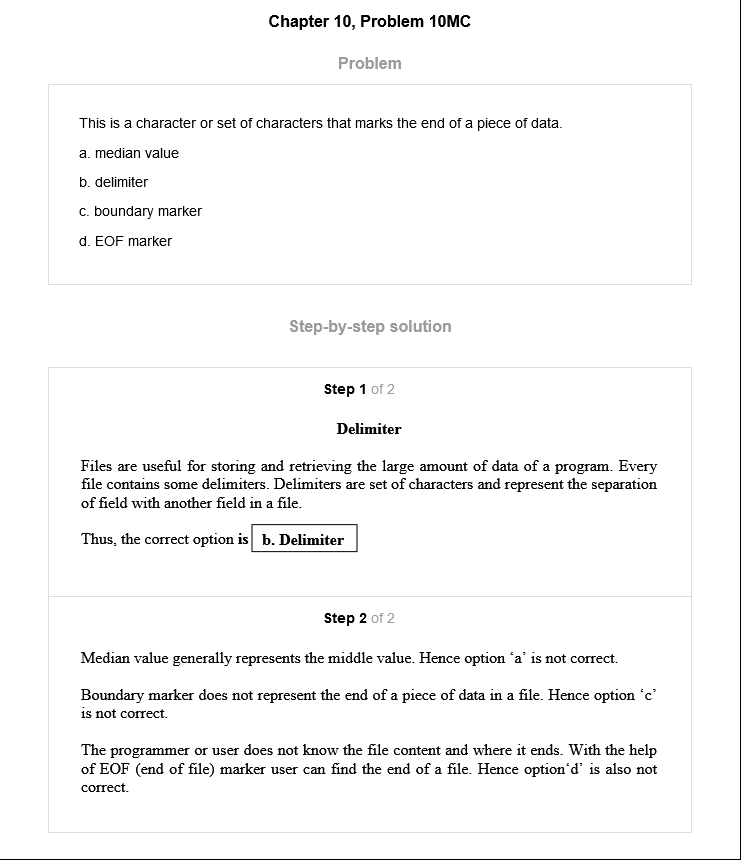 Chapter 10, Problem 10MC
Problem
This is a character or set of characters that marks the end of a piece of data.
a. median value
b. delimiter
c. boundary marker
d. EOF marker
Step-by-step solution
Step 1 of 2
Delimiter
Files are useful for storing and retrieving the large amount of data of a program. Every
file contains some delimiters. Delimiters are set of characters and represent the separation
of field with another field in a file.
Thus, the correct option is b. Delimiter
Step 2 of 2
Median value generally represents the middle value. Hence option ‘a’ is not correct.
Boundary marker does not represent the end of a piece of data in a file. Hence option ‘c’
is not correct.
The programmer or user does not know the file content and where it ends. With the help
of EOF (end of file) marker user can find the end of a file. Hence option‘d’ is also not
correct.